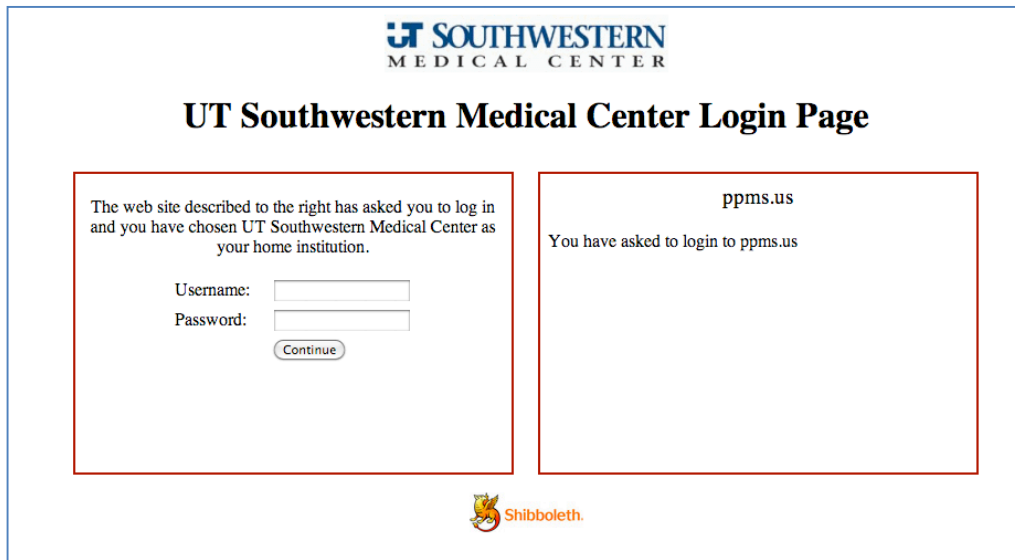 UT SOUTHWESTERN
MEDICAL CENTER
UT Southwestern Medical Center Login Page
The web site described to the right has asked you to log in
and you have chosen UT Southwestern Medical Center as
your home institution.
Username:
Password:
Continue
ppms.us
You have asked to login to ppms.us
Shibboleth.